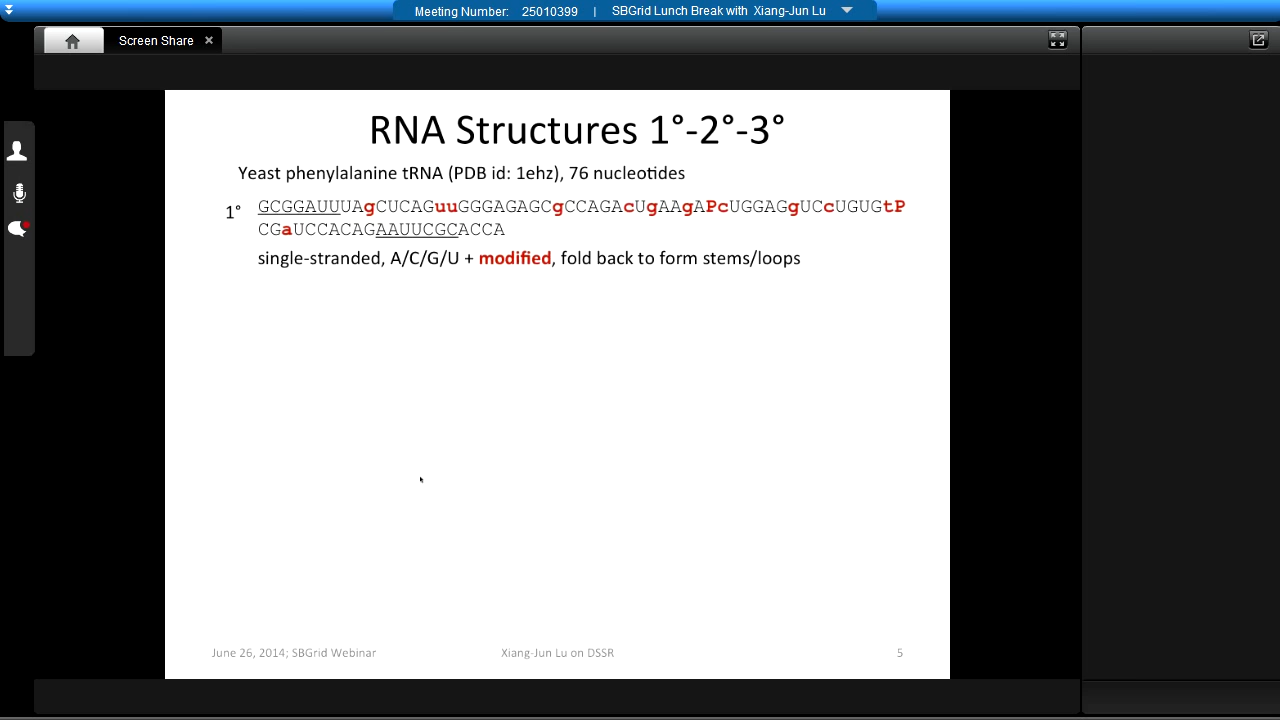 Meeting Number: 25010399 | SBGrid Lunch Break with Xiang-Jun Lu
Screen Share
RNA Structures 1°-2°-3°
Yeast phenylalanine tRNA (PDB id: 1ehz), 76 nucleotides
1° GCGGAUUUAgCUCAGuuGGGAGAGCgCCAGAcUgAAgAPcUGGAGgUCcUGUGtP
CGaUCCACAGAAUUCGCACCA
single-stranded, A/C/G/U + modified, fold back to form stems/loops
June 26, 2014; SBGrid Webinar Xiang-Jun Lu on DSSR 5